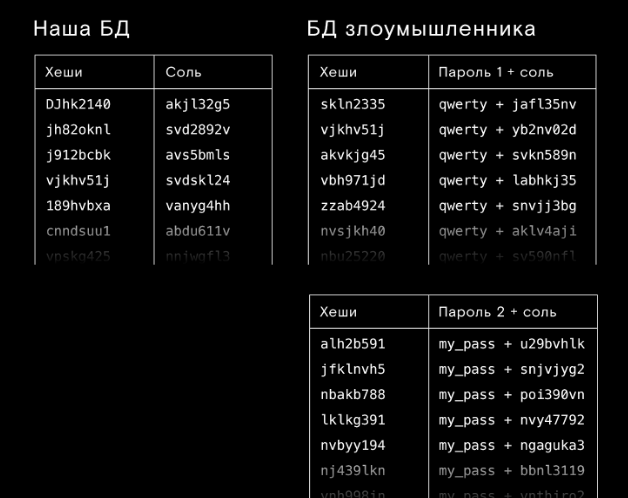 Наша БД
Хеши Соль
DJhk2140 akjl32g5
jh82oknl svd2892v
j912bcbk avs5bmls
vjkhv51j svdskl24
189hvbxa vanyg4hh
cnndsuu1 abdu611v
vpskq425 nnjwqfl3
БД злоумышленника
Хеши Пароль 1 + соль
skln2335 qwerty + jafl35nv
vjkhv51j qwerty + yb2nv02d
akvkjg45 qwerty + svkn589n
vbh971jd qwerty + labhkj35
zzab4924 qwerty + snvjj3bg
nvsjkh40 qwerty + aklv4aji
nbu25220 qwerty + sv590nfl
Хеши Пароль 2 + соль
alh2b591 my_pass + u29bvhlk
jfklnvh5 my_pass + snjvjyg2
nbakb788 my_pass + poi390vn
lklkg391 my_pass + nvy47792
nvbyy194 my_pass + ngaguka3
nj439lkn my_pass + bbnl3119
my_pass +